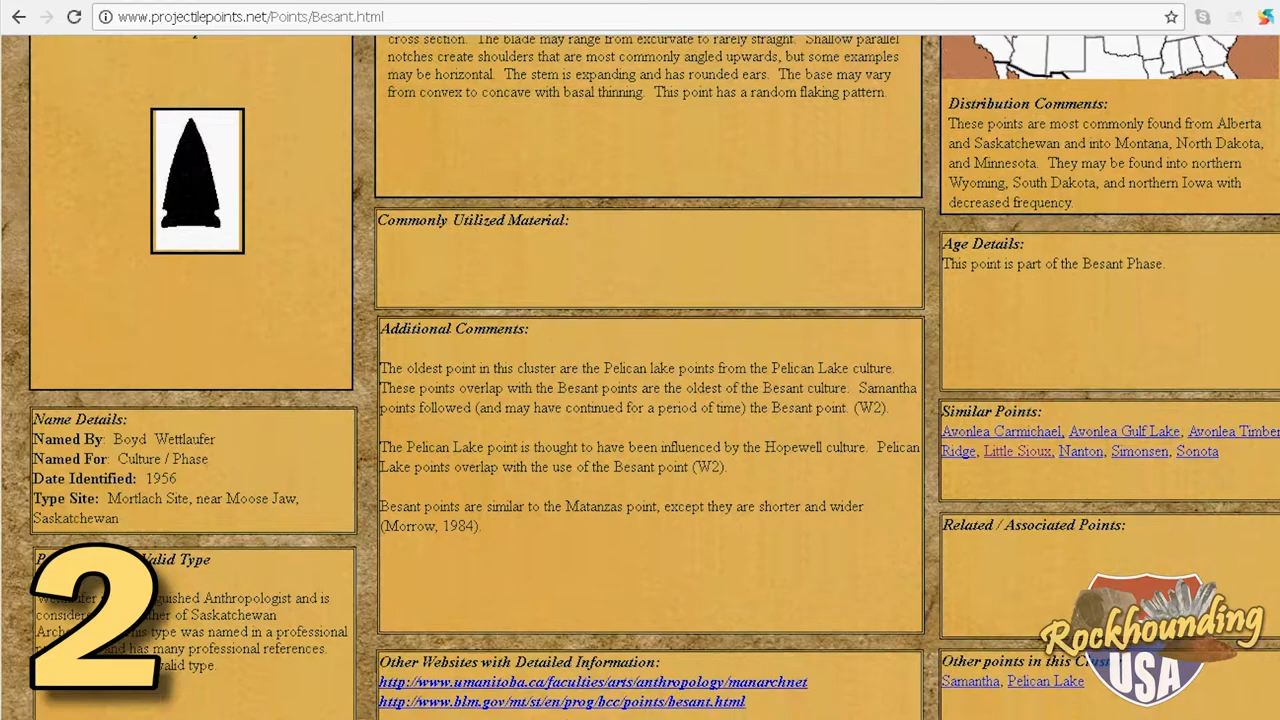 www.projectilepoints.net/Points/Besant.html
cross section. The blade may range from excurvate to rarely straight. Shallow parallel
notches create shoulders that are most commonly angled upwards, but some examples
may be horizontal. The stem is expanding and has rounded ears. The base may vary
from convex to concave with basal thinning. This point has a random flaking pattern.
Commonly Utilized Material:
Additional Comments:
The oldest point in this cluster are the Pelican lake points from the Pelican Lake culture.
These points overlap with the Besant points are the oldest of the Besant culture. Samantha
points followed (and may have continued for a period of time) the Besant point. (W2).
The Pelican Lake point is thought to have been influenced by the Hopewell culture. Pelican
Lake points overlap with the use of the Besant point (W2).
Besant points are similar to the Matanzas point, except they are shorter and wider
(Morrow, 1984).
Other Websites with Detailed Information:
http://www.umanitoba.ca/faculties/arts/anthropology/manarchnet
http://www.blm.gov/mt/st/en/prog/bcc/points/besant.html
Name Details:
Named By: Boyd Wettlaufer
Named For: Culture / Phase
Date Identified: 1956
Type Site: Mortlach Site, near Moose Jaw,
Saskatchewan
Valid Type
Anthropologist and is
of Saskatchewan
type was named in a professional
and has many professional references.
valid type.
2
Distribution Comments:
These points are most commonly found from Alberta
and Saskatchewan and into Montana, North Dakota,
and Minnesota. They may be found into northern
Wyoming, South Dakota, and northern Iowa with
decreased frequency.
Age Details:
This point is part of the Besant Phase.
Similar Points:
Avonlea Carmichael, Avonlea Gulf Lake, Avonlea Timber
Ridge, Little Sioux, Nanton, Simonsen, Sonota
Related / Associated Points:
Other points in this
Samantha, Pelican Lake
Rockhounding
USA